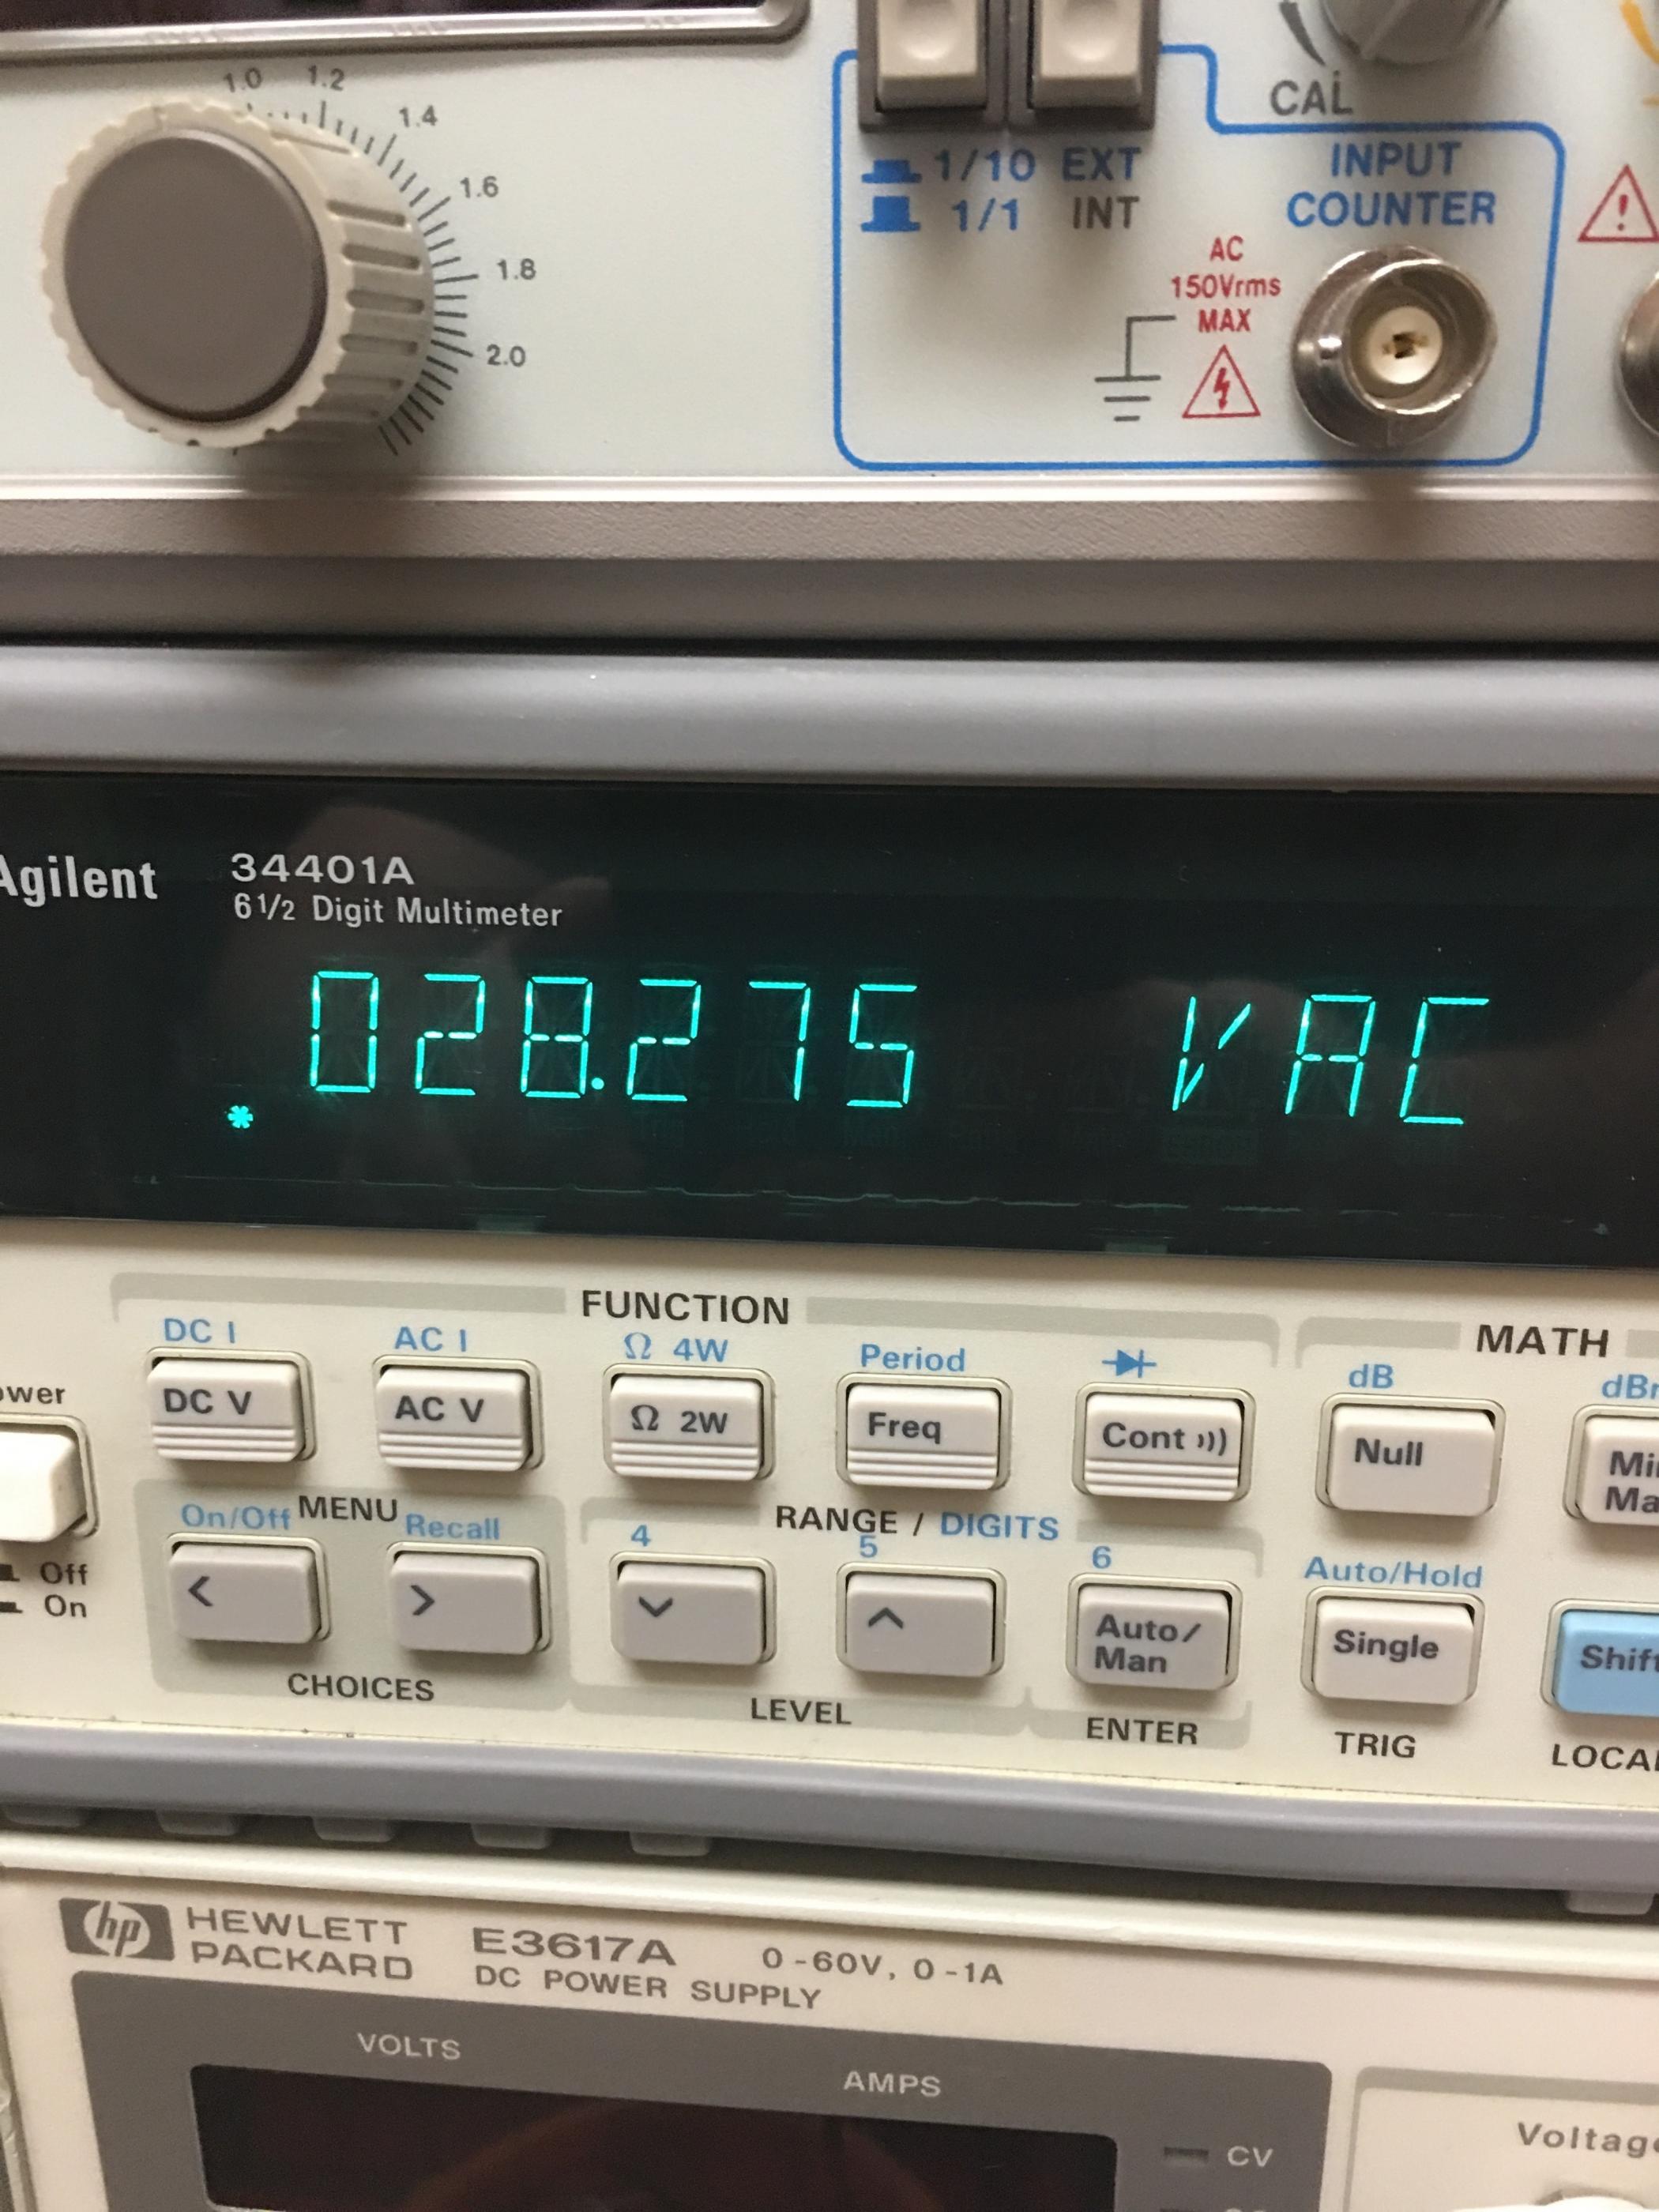 1.0 1.2
1.4
1.6
1.8
2.0
CAL
1/10 EXT
1/1 INT
INPUT
COUNTER
AC
150Vrms
MAX
Agilent
34401A
6½ Digit Multimeter
028.275 VAC
*
FUNCTION
MATH
DC I
AC I
Ω 4W
Period
dB
DC V
AC V
Ω 2W
Freq
Cont
Null
On/Off MENU Recall
RANGE / DIGITS
4
5
6
Auto/Hold
Off
On
<
>
Auto/
Man
Single
Shift
CHOICES
LEVEL
ENTER
TRIG
hp
HEWLETT
PACKARD
E3617A
0-60V, 0-1A
DC POWER SUPPLY
VOLTS
AMPS
CV